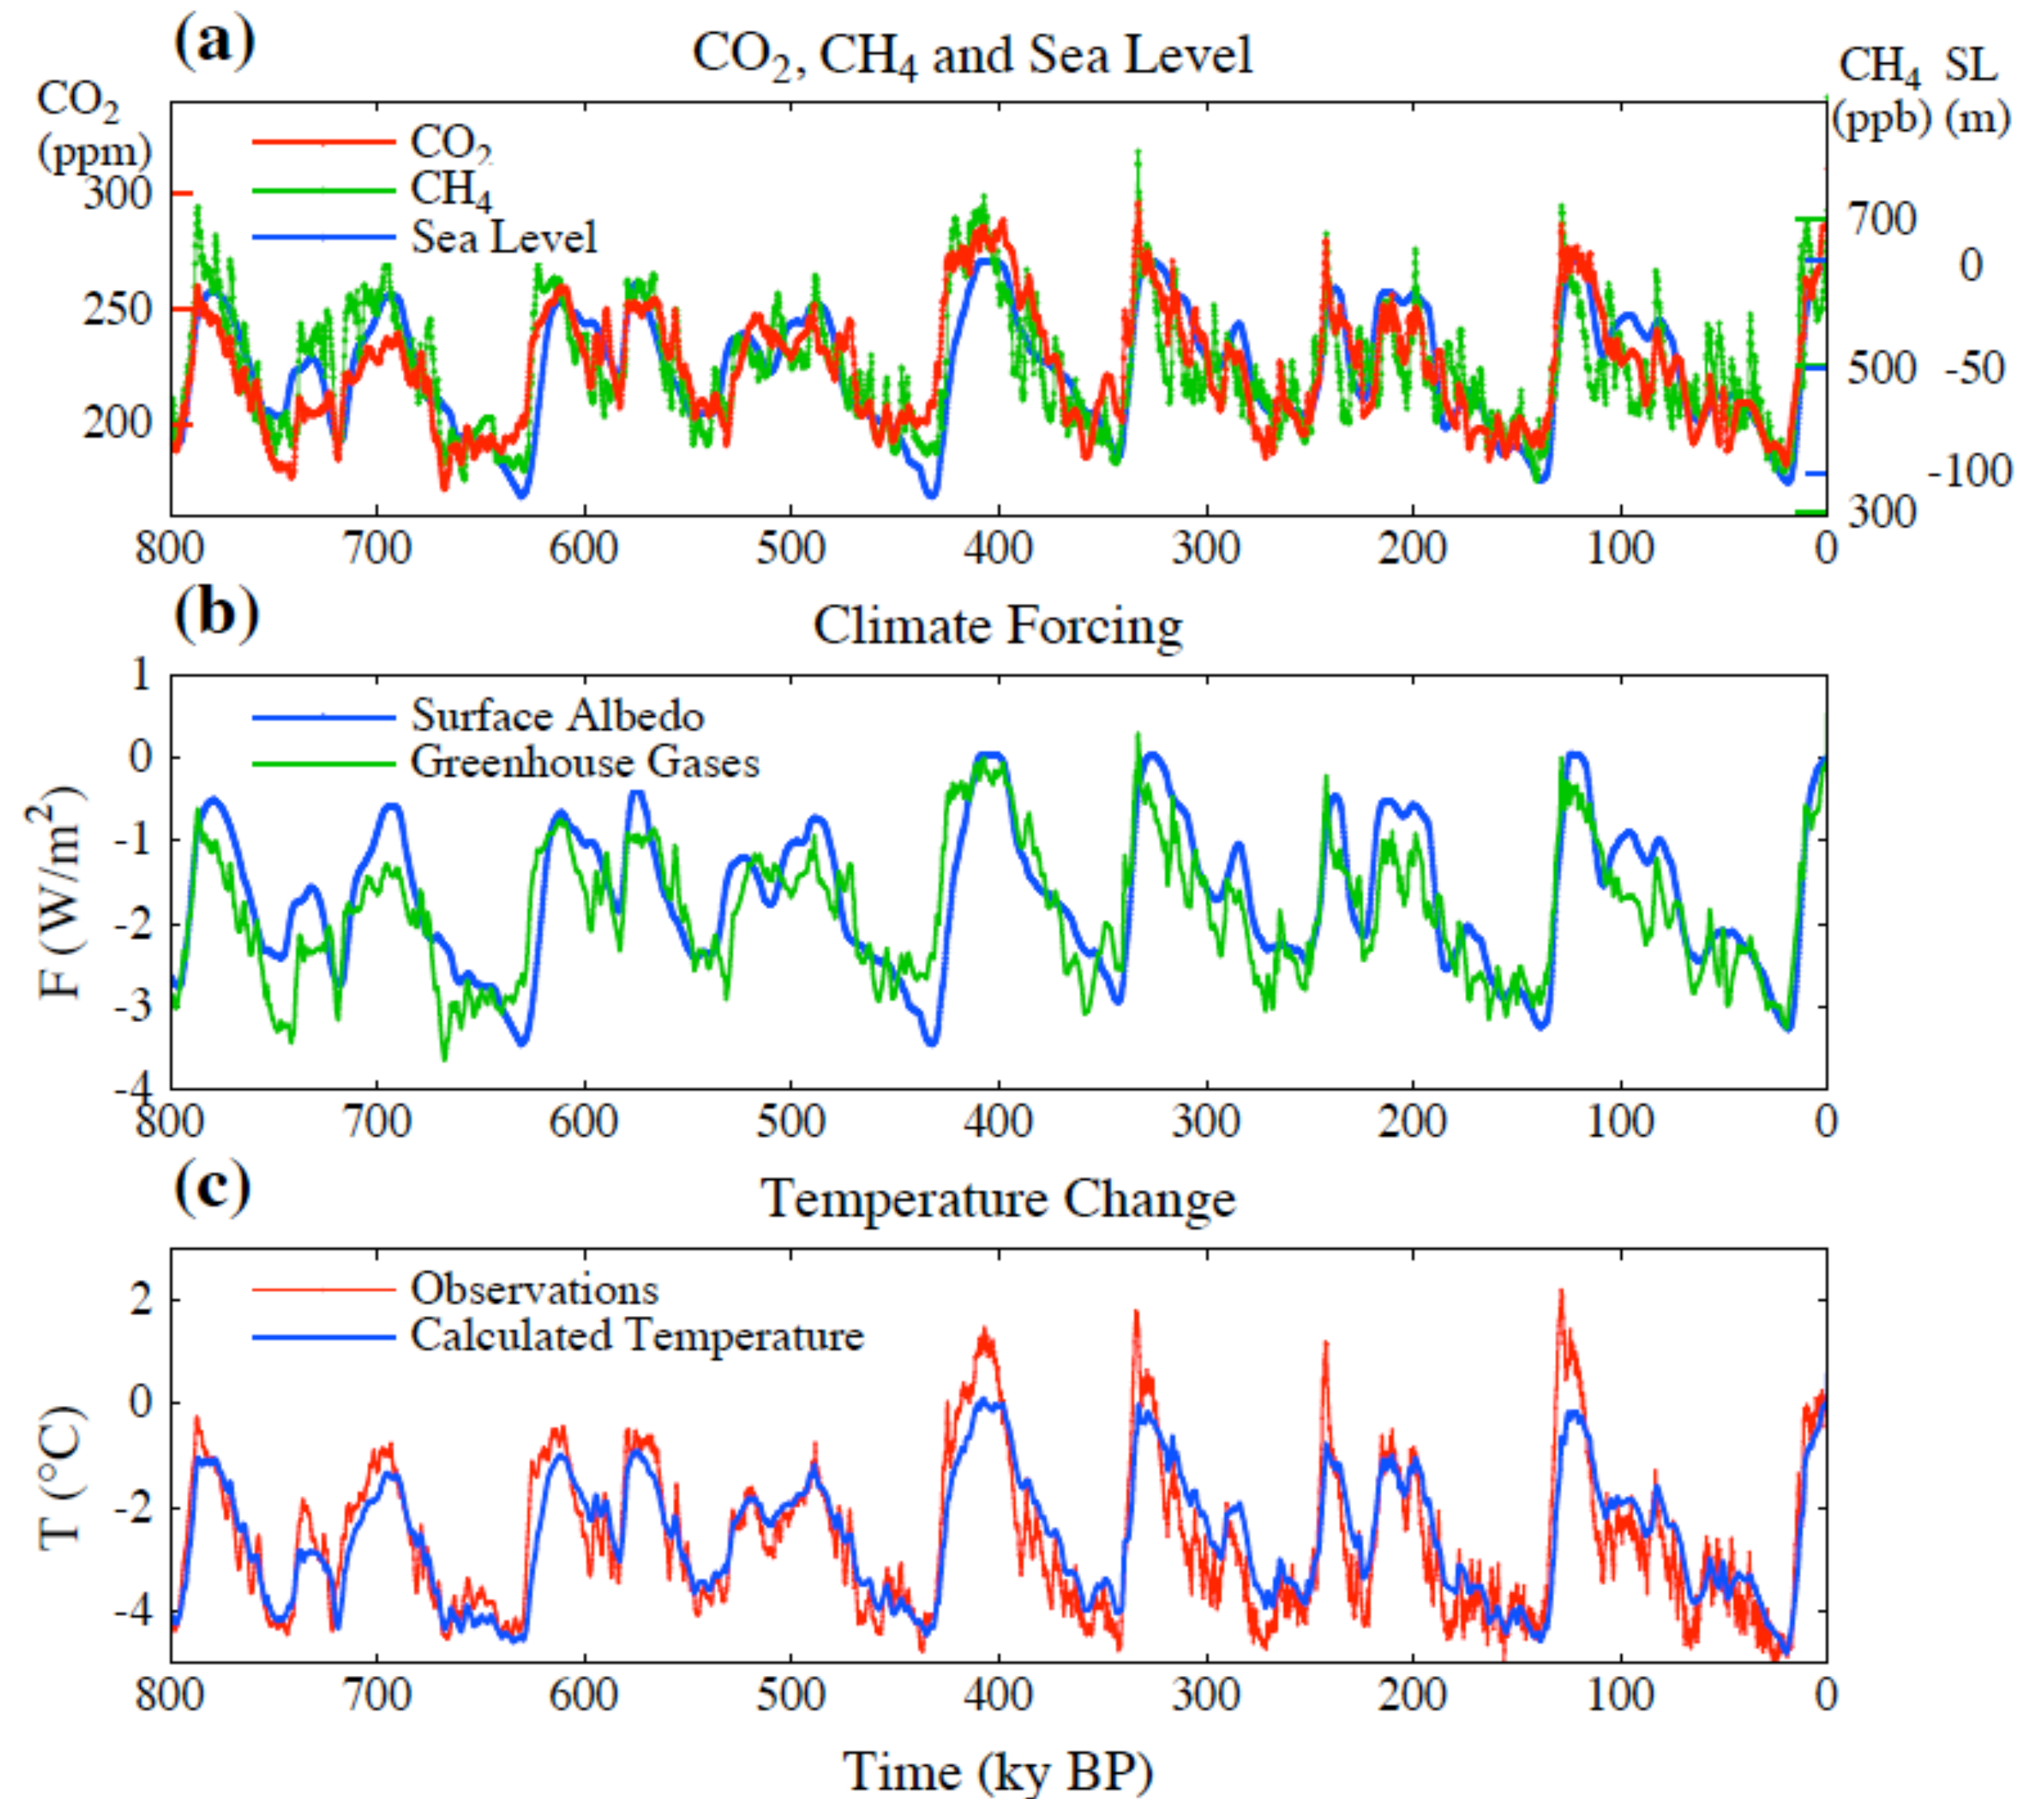 (a)
CO₂, CH₄ and Sea Level
CO₂
(ppm)
CH₄ SL
(ppb) (m)
CO₂
CH₄
Sea Level
300
250
200
700
0
500 -50
-100
300
800 700 600 500 400 300 200 100 0
(b)
Climate Forcing
Surface Albedo
Greenhouse Gases
F (W/m²)
1
0
-1
-2
-3
-4
800 700 600 500 400 300 200 100 0
(c)
Temperature Change
Observations
Calculated Temperature
T (°C)
2
0
-2
-4
800 700 600 500 400 300 200 100 0
Time (ky BP)